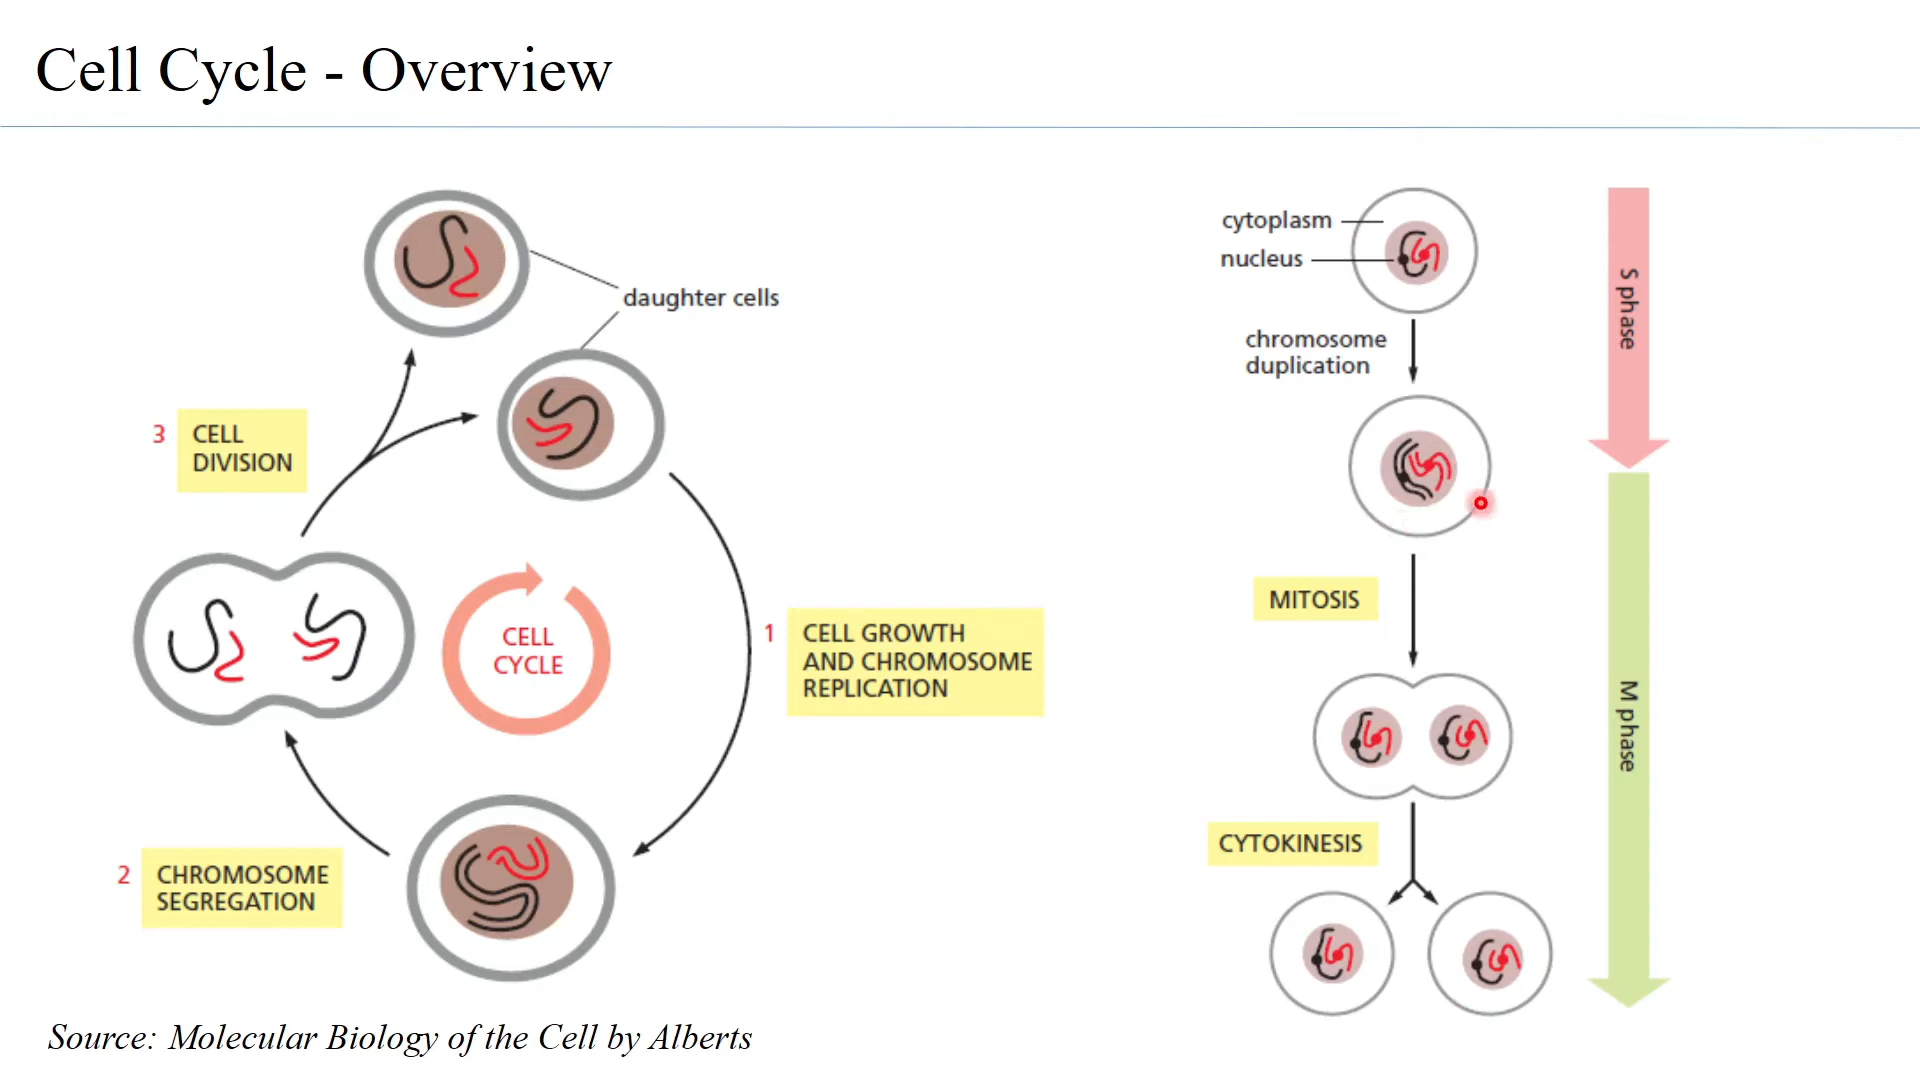 Cell Cycle - Overview
daughter cells
3
CELL
DIVISION
CELL
CYCLE
1
CELL GROWTH
AND CHROMOSOME
REPLICATION
2
CHROMOSOME
SEGREGATION
cytoplasm
nucleus
chromosome
duplication
MITOSIS
CYTOKINESIS
S phase
M phase
Source: Molecular Biology of the Cell by Alberts